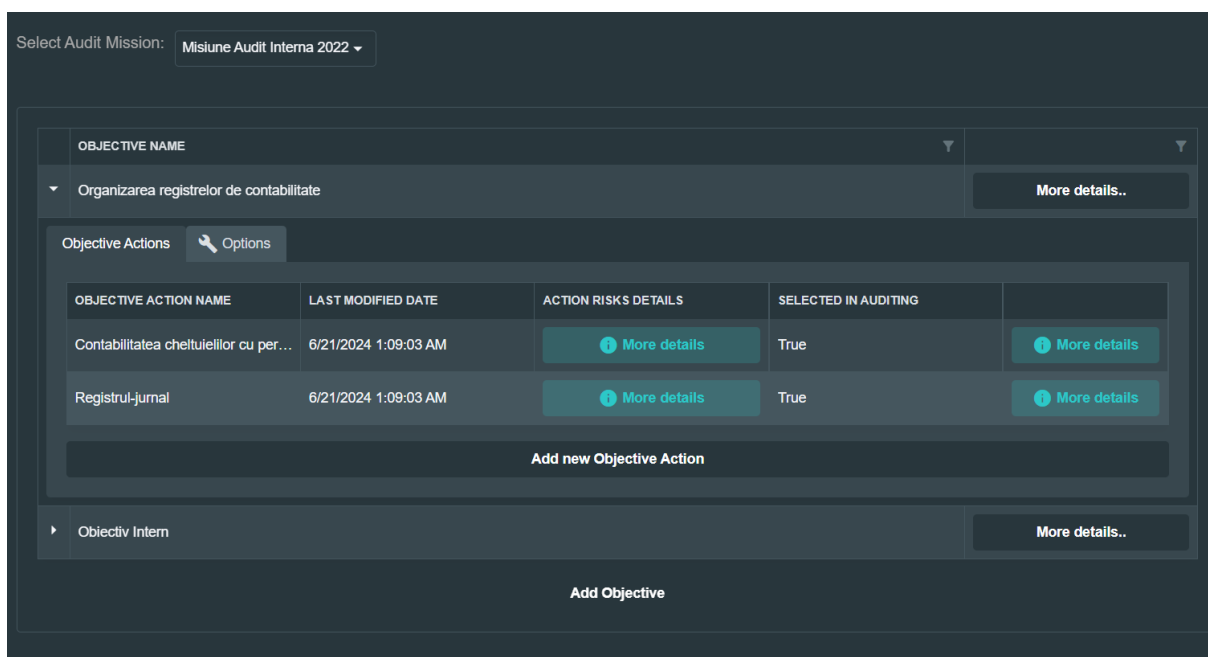 Select Audit Mission: Misiune Audit Interna 2022
OBJECTIVE NAME
Organizarea registrelor de contabilitate More details..
Objective Actions Options
OBJECTIVE ACTION NAME LAST MODIFIED DATE ACTION RISKS DETAILS SELECTED IN AUDITING
Contabilitatea cheltuielilor cu per... 6/21/2024 1:09:03 AM More details True More details
Registrul-jurnal 6/21/2024 1:09:03 AM More details True More details
Add new Objective Action
Obiectiv Intern More details..
Add Objective